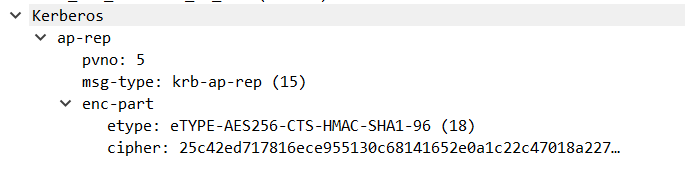 Kerberos
ap-rep
pvno: 5
msg-type: krb-ap-rep (15)
enc-part
etype: eTYPE-AES256-CTS-HMAC-SHA1-96 (18)
cipher: 25c42ed717816ece955130c68141652e0a1c22c47018a227…